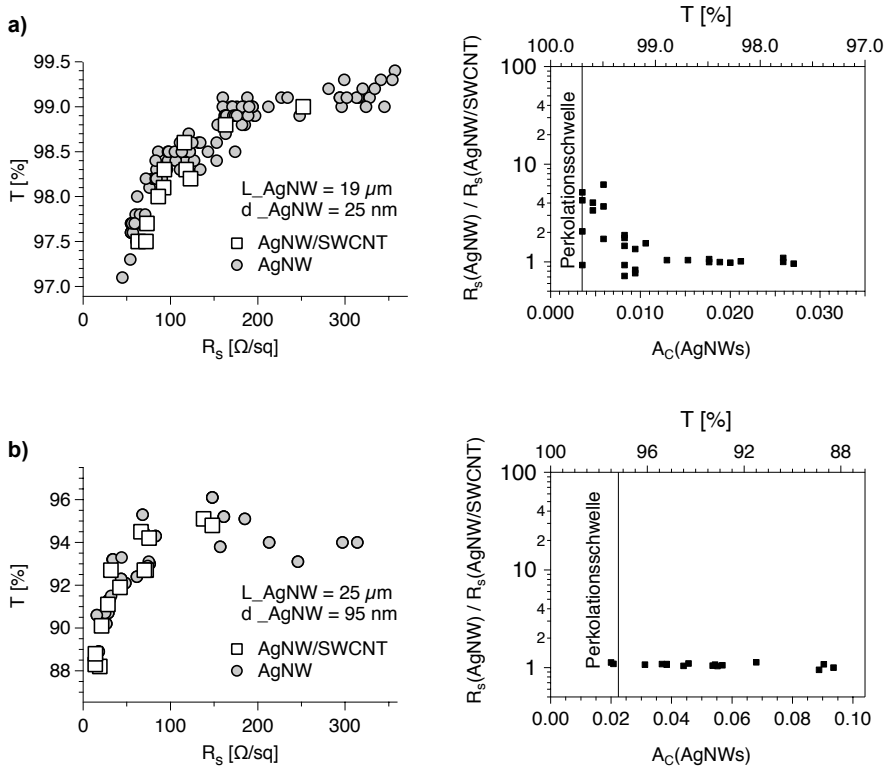 a)
99.5
99.0
98.5
98.0
97.5
97.0
T [%]
L_AgNW = 19 µm
d _AgNW = 25 nm
AgNW/SWCNT
AgNW
0
100
200
300
R_s [Ω/sq]
T [%]
100.0
99.0
98.0
97.0
100
4
2
10
4
2
1
R_s(AgNW) / R_s(AgNW/SWCNT)
Perkolationsschwelle
0.000
0.010
0.020
0.030
A_C(AgNWs)
b)
96
94
92
90
88
T [%]
L_AgNW = 25 µm
d _AgNW = 95 nm
AgNW/SWCNT
AgNW
0
100
200
300
R_s [Ω/sq]
T [%]
100
96
92
88
100
4
2
10
4
2
1
R_s(AgNW) / R_s(AgNW/SWCNT)
Perkolationsschwelle
0.00
0.02
0.04
0.06
0.08
0.10
A_C(AgNWs)